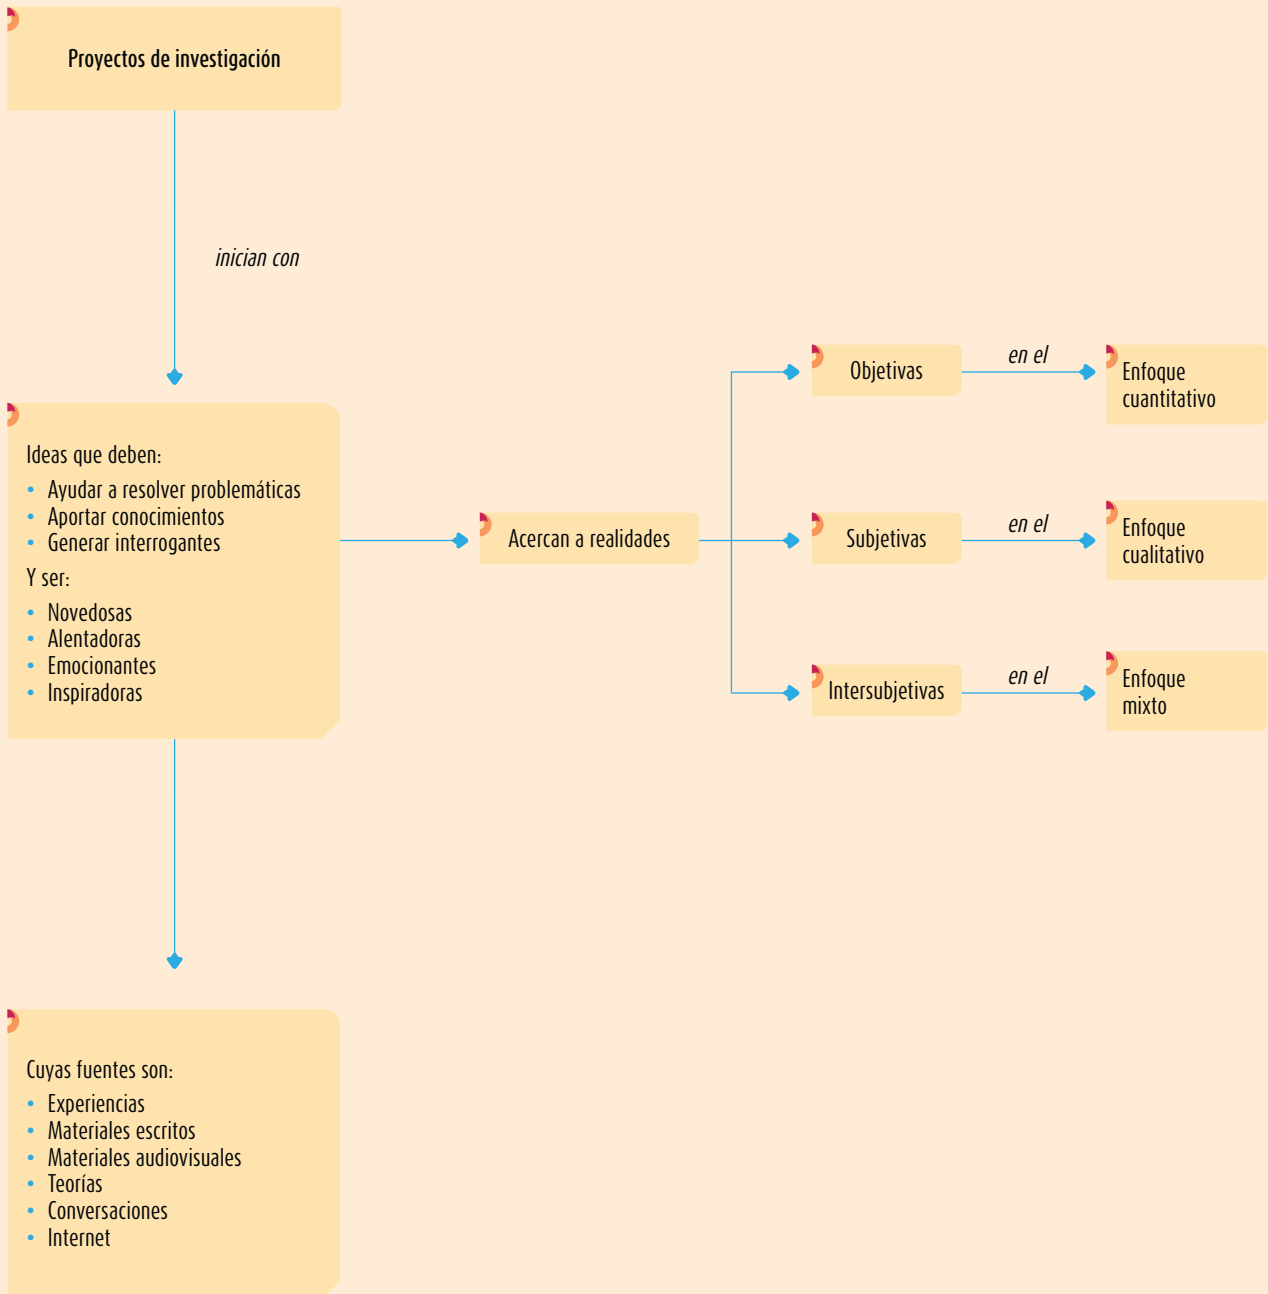 Proyectos de investigación
inician con
Ideas que deben:
• Ayudar a resolver problemáticas
• Aportar conocimientos
• Generar interrogantes
Y ser:
• Novedosas
• Alentadoras
• Emocionantes
• Inspiradoras
Acercan a realidades
Objetivas
en el
Enfoque
cuantitativo
Subjetivas
en el
Enfoque
cualitativo
Intersubjetivas
en el
Enfoque
mixto
Cuyas fuentes son:
• Experiencias
• Materiales escritos
• Materiales audiovisuales
• Teorías
• Conversaciones
• Internet